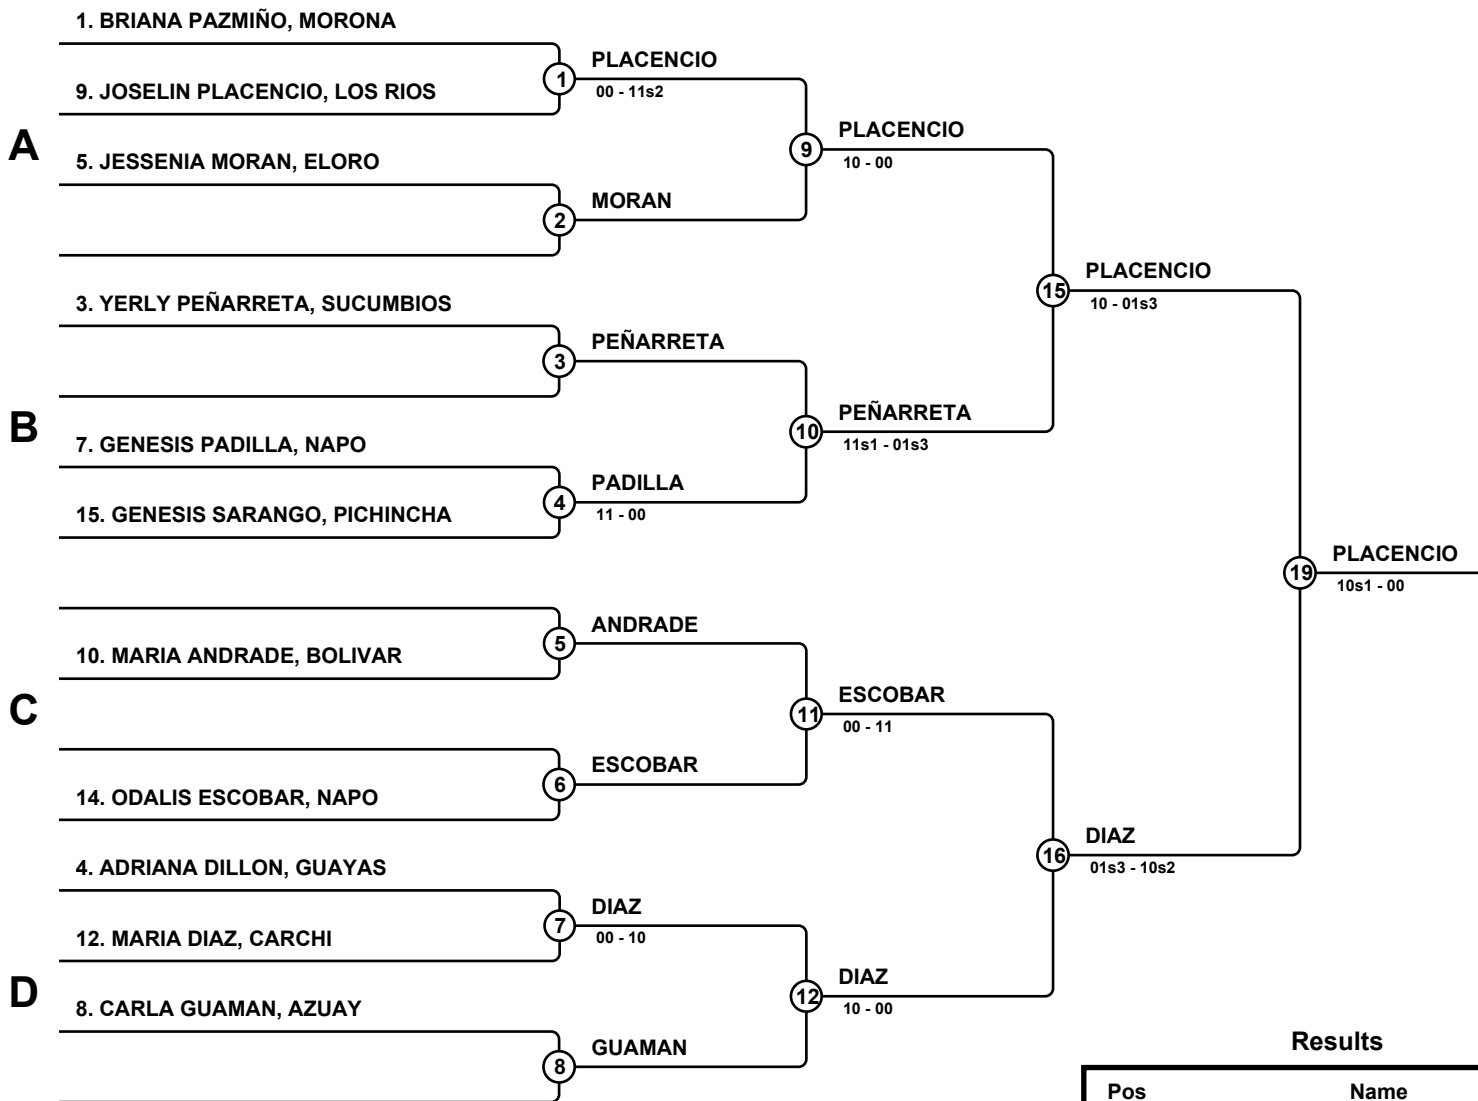 1. BRIANA PAZMIÑO, MORONA
1
PLACENCIO
00 - 11s2
9. JOSELIN PLACENCIO, LOS RIOS
A
9
PLACENCIO
10 - 00
5. JESSENIA MORAN, ELORO
2
MORAN
15
PLACENCIO
10 - 01s3
3. YERLY PEÑARRETA, SUCUMBIOS
3
PEÑARRETA
B
10
PEÑARRETA
11s1 - 01s3
7. GENESIS PADILLA, NAPO
4
PADILLA
11 - 00
15. GENESIS SARANGO, PICHINCHA
19
PLACENCIO
10s1 - 00
5
ANDRADE
10. MARIA ANDRADE, BOLIVAR
C
11
ESCOBAR
00 - 11
6
ESCOBAR
14. ODALIS ESCOBAR, NAPO
16
DIAZ
01s3 - 10s2
4. ADRIANA DILLON, GUAYAS
7
DIAZ
00 - 10
12. MARIA DIAZ, CARCHI
D
12
DIAZ
10 - 00
8. CARLA GUAMAN, AZUAY
8
GUAMAN
Results
Pos Name